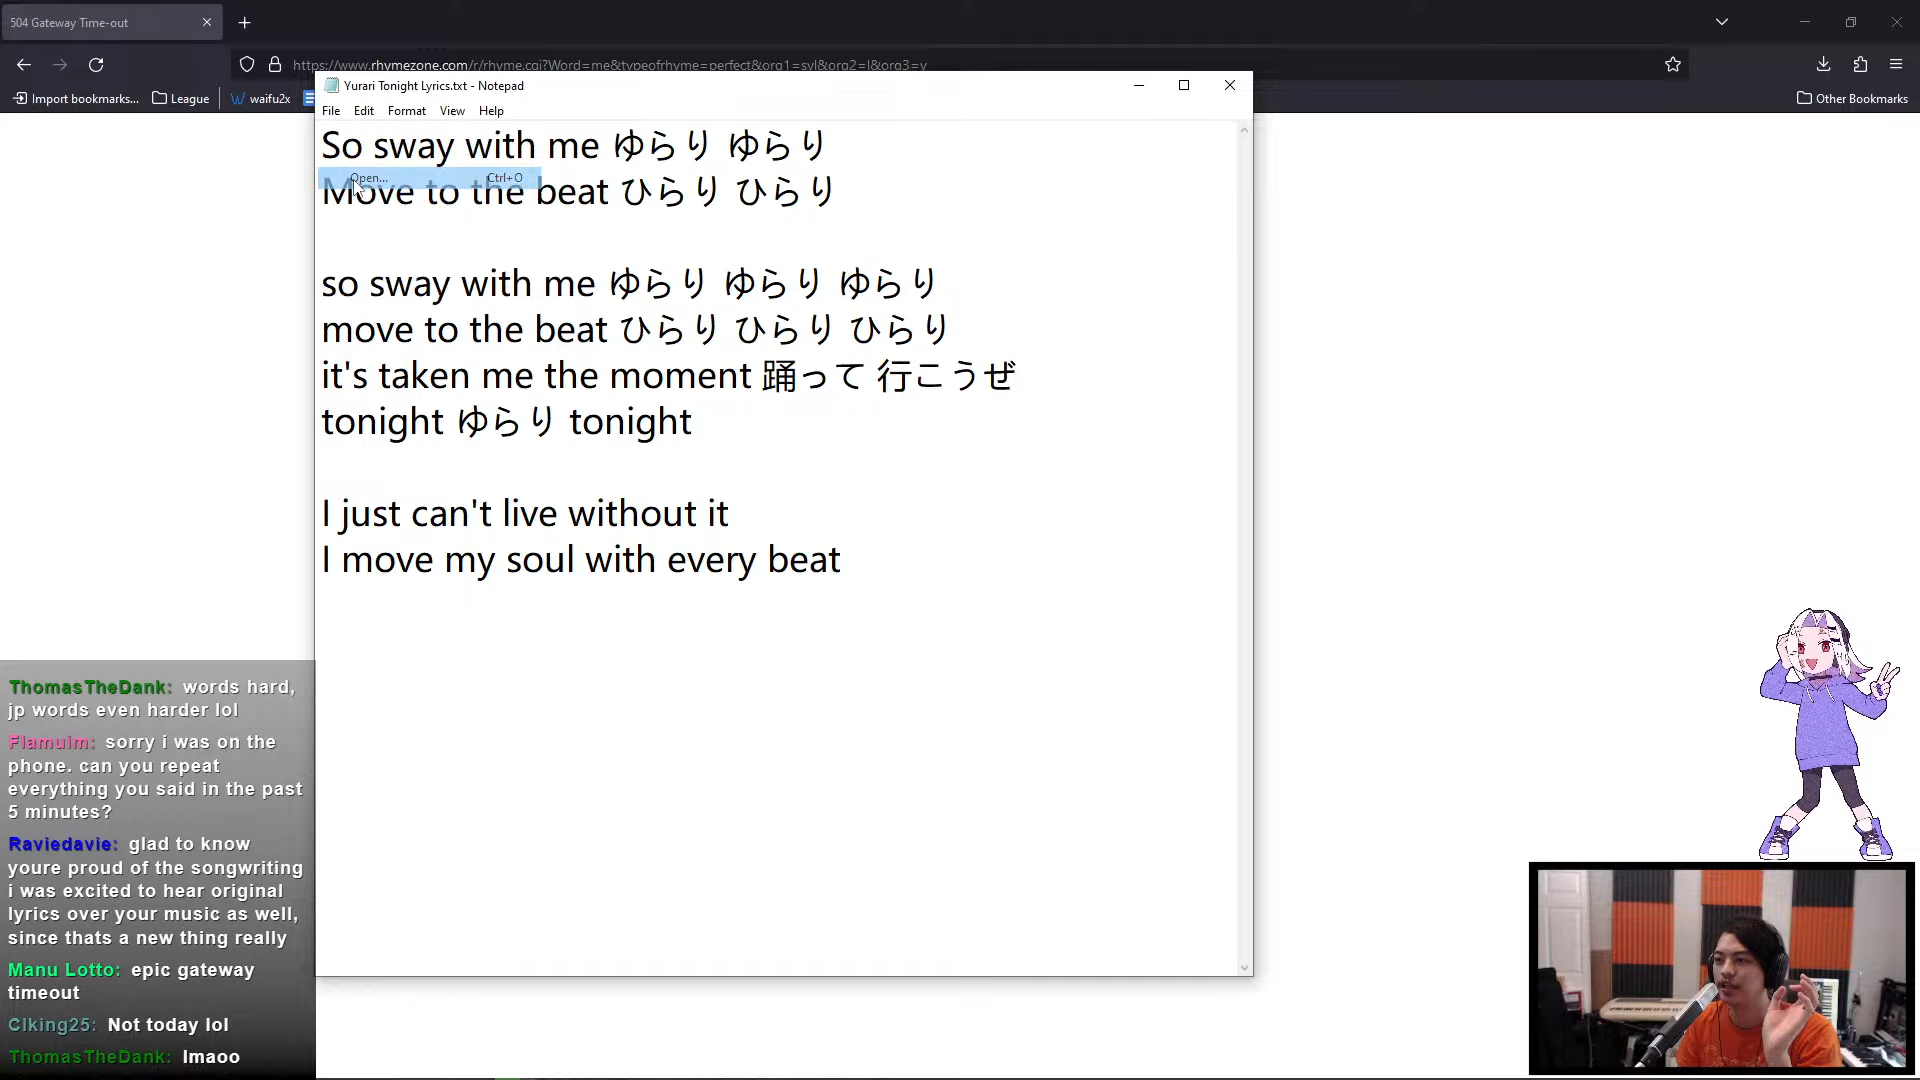 504 Gateway Time-out
https://www.rhymezone.com/r/rhyme.cgi?Word=me&typeofrhyme=perfect&org1=syl&org2=l&org3=y
Import bookmarks...
League
waifu2x
Other Bookmarks
Yurari Tonight Lyrics.txt - Notepad
File Edit Format View Help
So sway with me ゆらり ゆらり
Open... Ctrl+O
Move to the beat ひらり ひらり
so sway with me ゆらり ゆらり ゆらり
move to the beat ひらり ひらり ひらり
it's taken me the moment 踊って 行こうぜ
tonight ゆらり tonight
I just can't live without it
I move my soul with every beat
ThomasTheDank: words hard,
jp words even harder lol
Flamuim: sorry i was on the
phone. can you repeat
everything you said in the past
5 minutes?
Raviedavie: glad to know
youre proud of the songwriting
i was excited to hear original
lyrics over your music as well,
since thats a new thing really
Manu Lotto: epic gateway
timeout
Clking25: Not today lol
ThomasTheDank: lmaoo